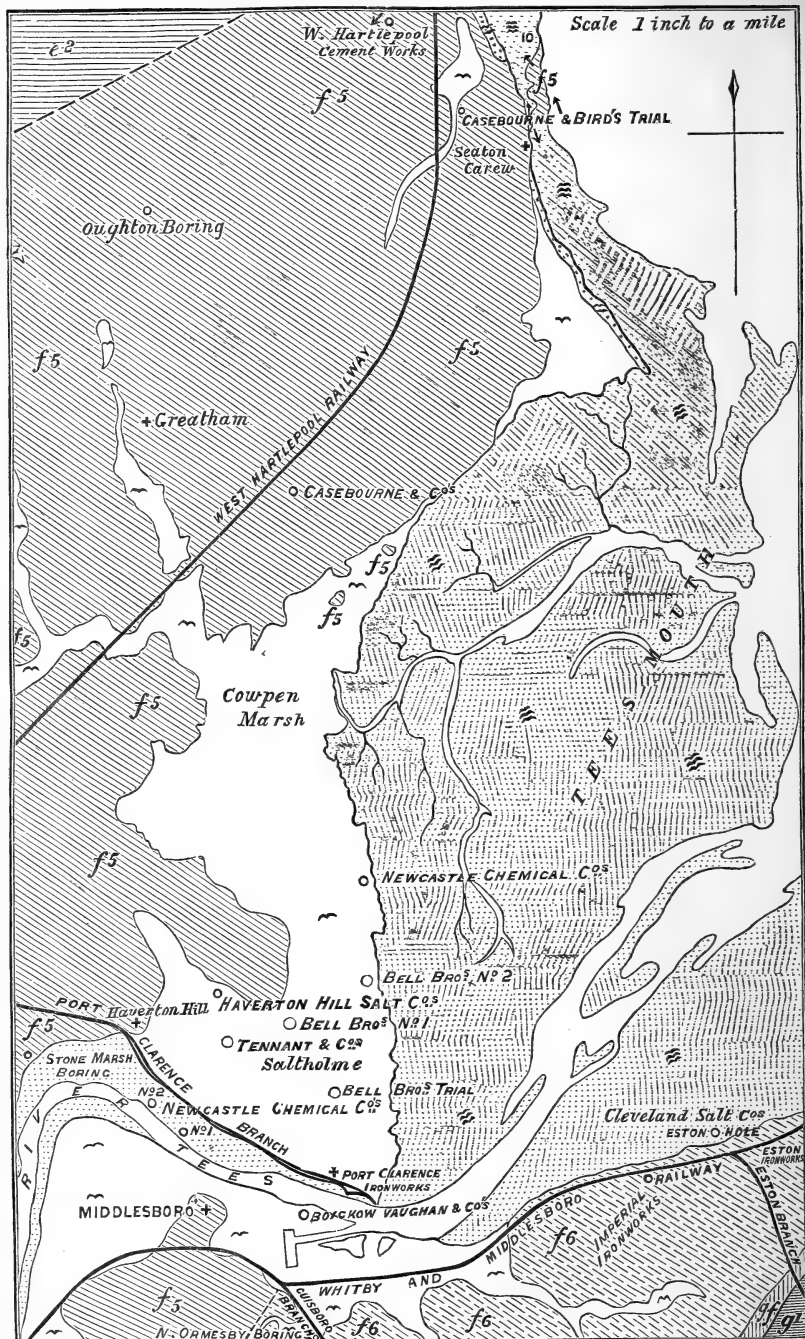 Scale 1 inch to a mile
e2
W. Hartlepool
Cement Works
10
f5
f5
CASEBOURNE & BIRD'S TRIAL
Seaton
Carew
Oughton Boring
f5
f5
+Greatham
WEST HARTLEPOOL RAILWAY
CASEBOURNE & Cos
f5
f5
f5
TEES MOUTH
Cowpen
Marsh
f5
f5
NEWCASTLE CHEMICAL Cos
BELL BROs No 2
Haverton Hill
HAVERTON HILL SALT Cos
BELL BROs No 1
TENNANT & Cos
Saltholme
PORT CLARENCE BRANCH
f5
STONE MARSH
BORING
BELL BROs TRIAL
No 2
NEWCASTLE CHEMICAL Cos
No 1
RIVER TEES
Cleveland Salt Cos
ESTON HOLE
ESTON
IRONWORKS
PORT CLARENCE
IRONWORKS
MIDDLESBORO +
BOLCKOW VAUGHAN & Cos
WHITBY AND MIDDLESBORO RAILWAY
IMPERIAL
IRONWORKS
ESTON BRANCH
f6
f5
GUISBORO
BRANCH
N. ORMESBY BORING
f6
f6
g1